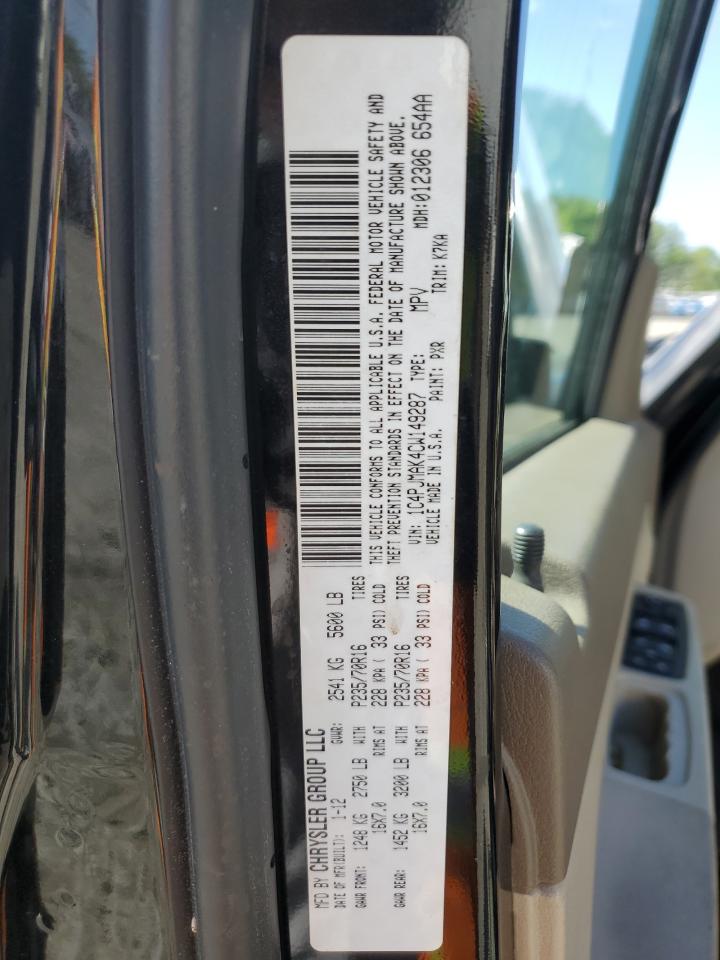 MFD BY CHRYSLER GROUP LLC
DATE OF MFR(BUILT): 1-12 GVWR: 2541 KG 5600 LB
GAWR FRONT: 1248 KG 2750 LB WITH P235/70R16 TIRES
16X7.0 RIMS AT 228 KPA ( 33 PSI) COLD
GAWR REAR: 1452 KG 3200 LB WITH P235/70R16 TIRES
16X7.0 RIMS AT 228 KPA ( 33 PSI) COLD
THIS VEHICLE CONFORMS TO ALL APPLICABLE U.S.A. FEDERAL MOTOR VEHICLE SAFETY AND
THEFT PREVENTION STANDARDS IN EFFECT ON THE DATE OF MANUFACTURE SHOWN ABOVE.
VIN: 1C4PJMAK4CW149287 TYPE: MPV MDH:012306 654AA
VEHICLE MADE IN U.S.A. PAINT: PXR TRIM: K7KA